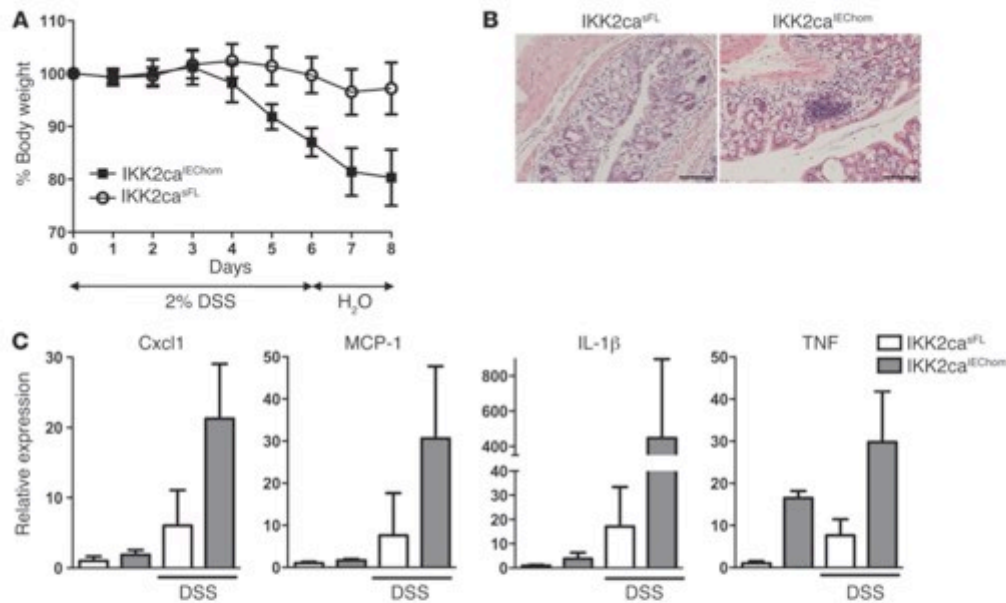 A
% Body weight
110
100
90
80
70
IKK2ca^IEChom
IKK2ca^sFL
0 1 2 3 4 5 6 7 8
Days
2% DSS
H₂O
B
IKK2ca^sFL
IKK2ca^IEChom
C
Relative expression
Cxcl1
30
20
10
0
DSS
MCP-1
50
40
30
20
10
0
DSS
IL-1β
800
600
400
40
30
20
10
0
DSS
TNF
50
40
30
20
10
0
DSS
IKK2ca^sFL
IKK2ca^IEChom